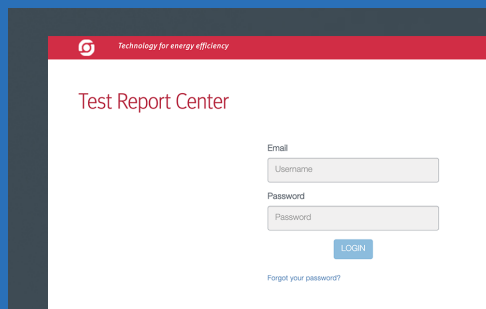 Technology for energy efficiency
Test Report Center
Email
Username
Password
Password
LOGIN
Forgot your password?